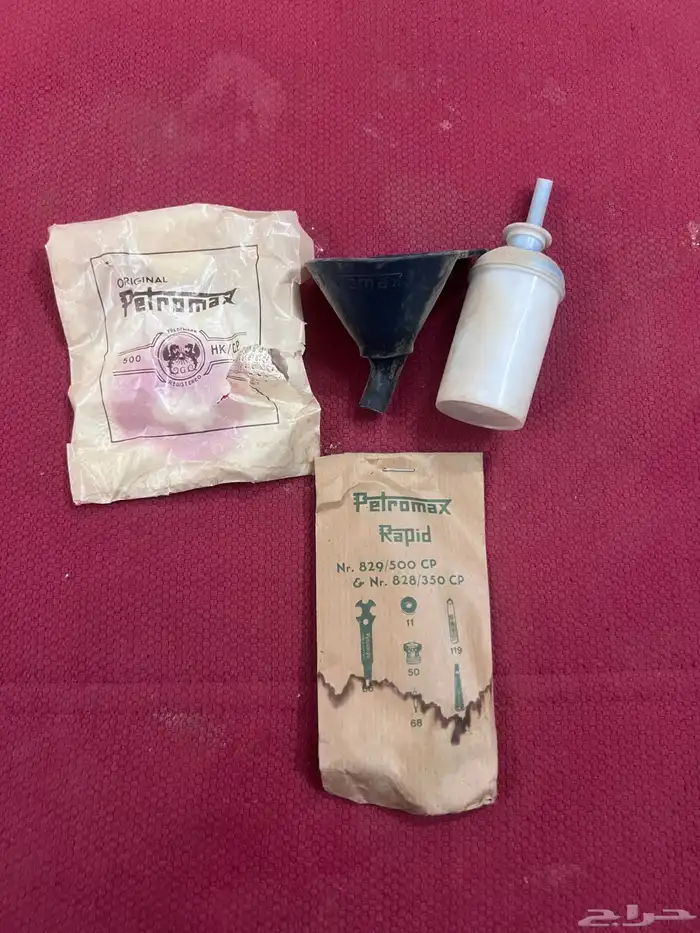 ORIGINAL
Petromax
500 HK/CP
REGISTERED
Petromax
Rapid
Nr. 829/500 CP
& Nr. 828/350 CP
11
119
50
68
حراج